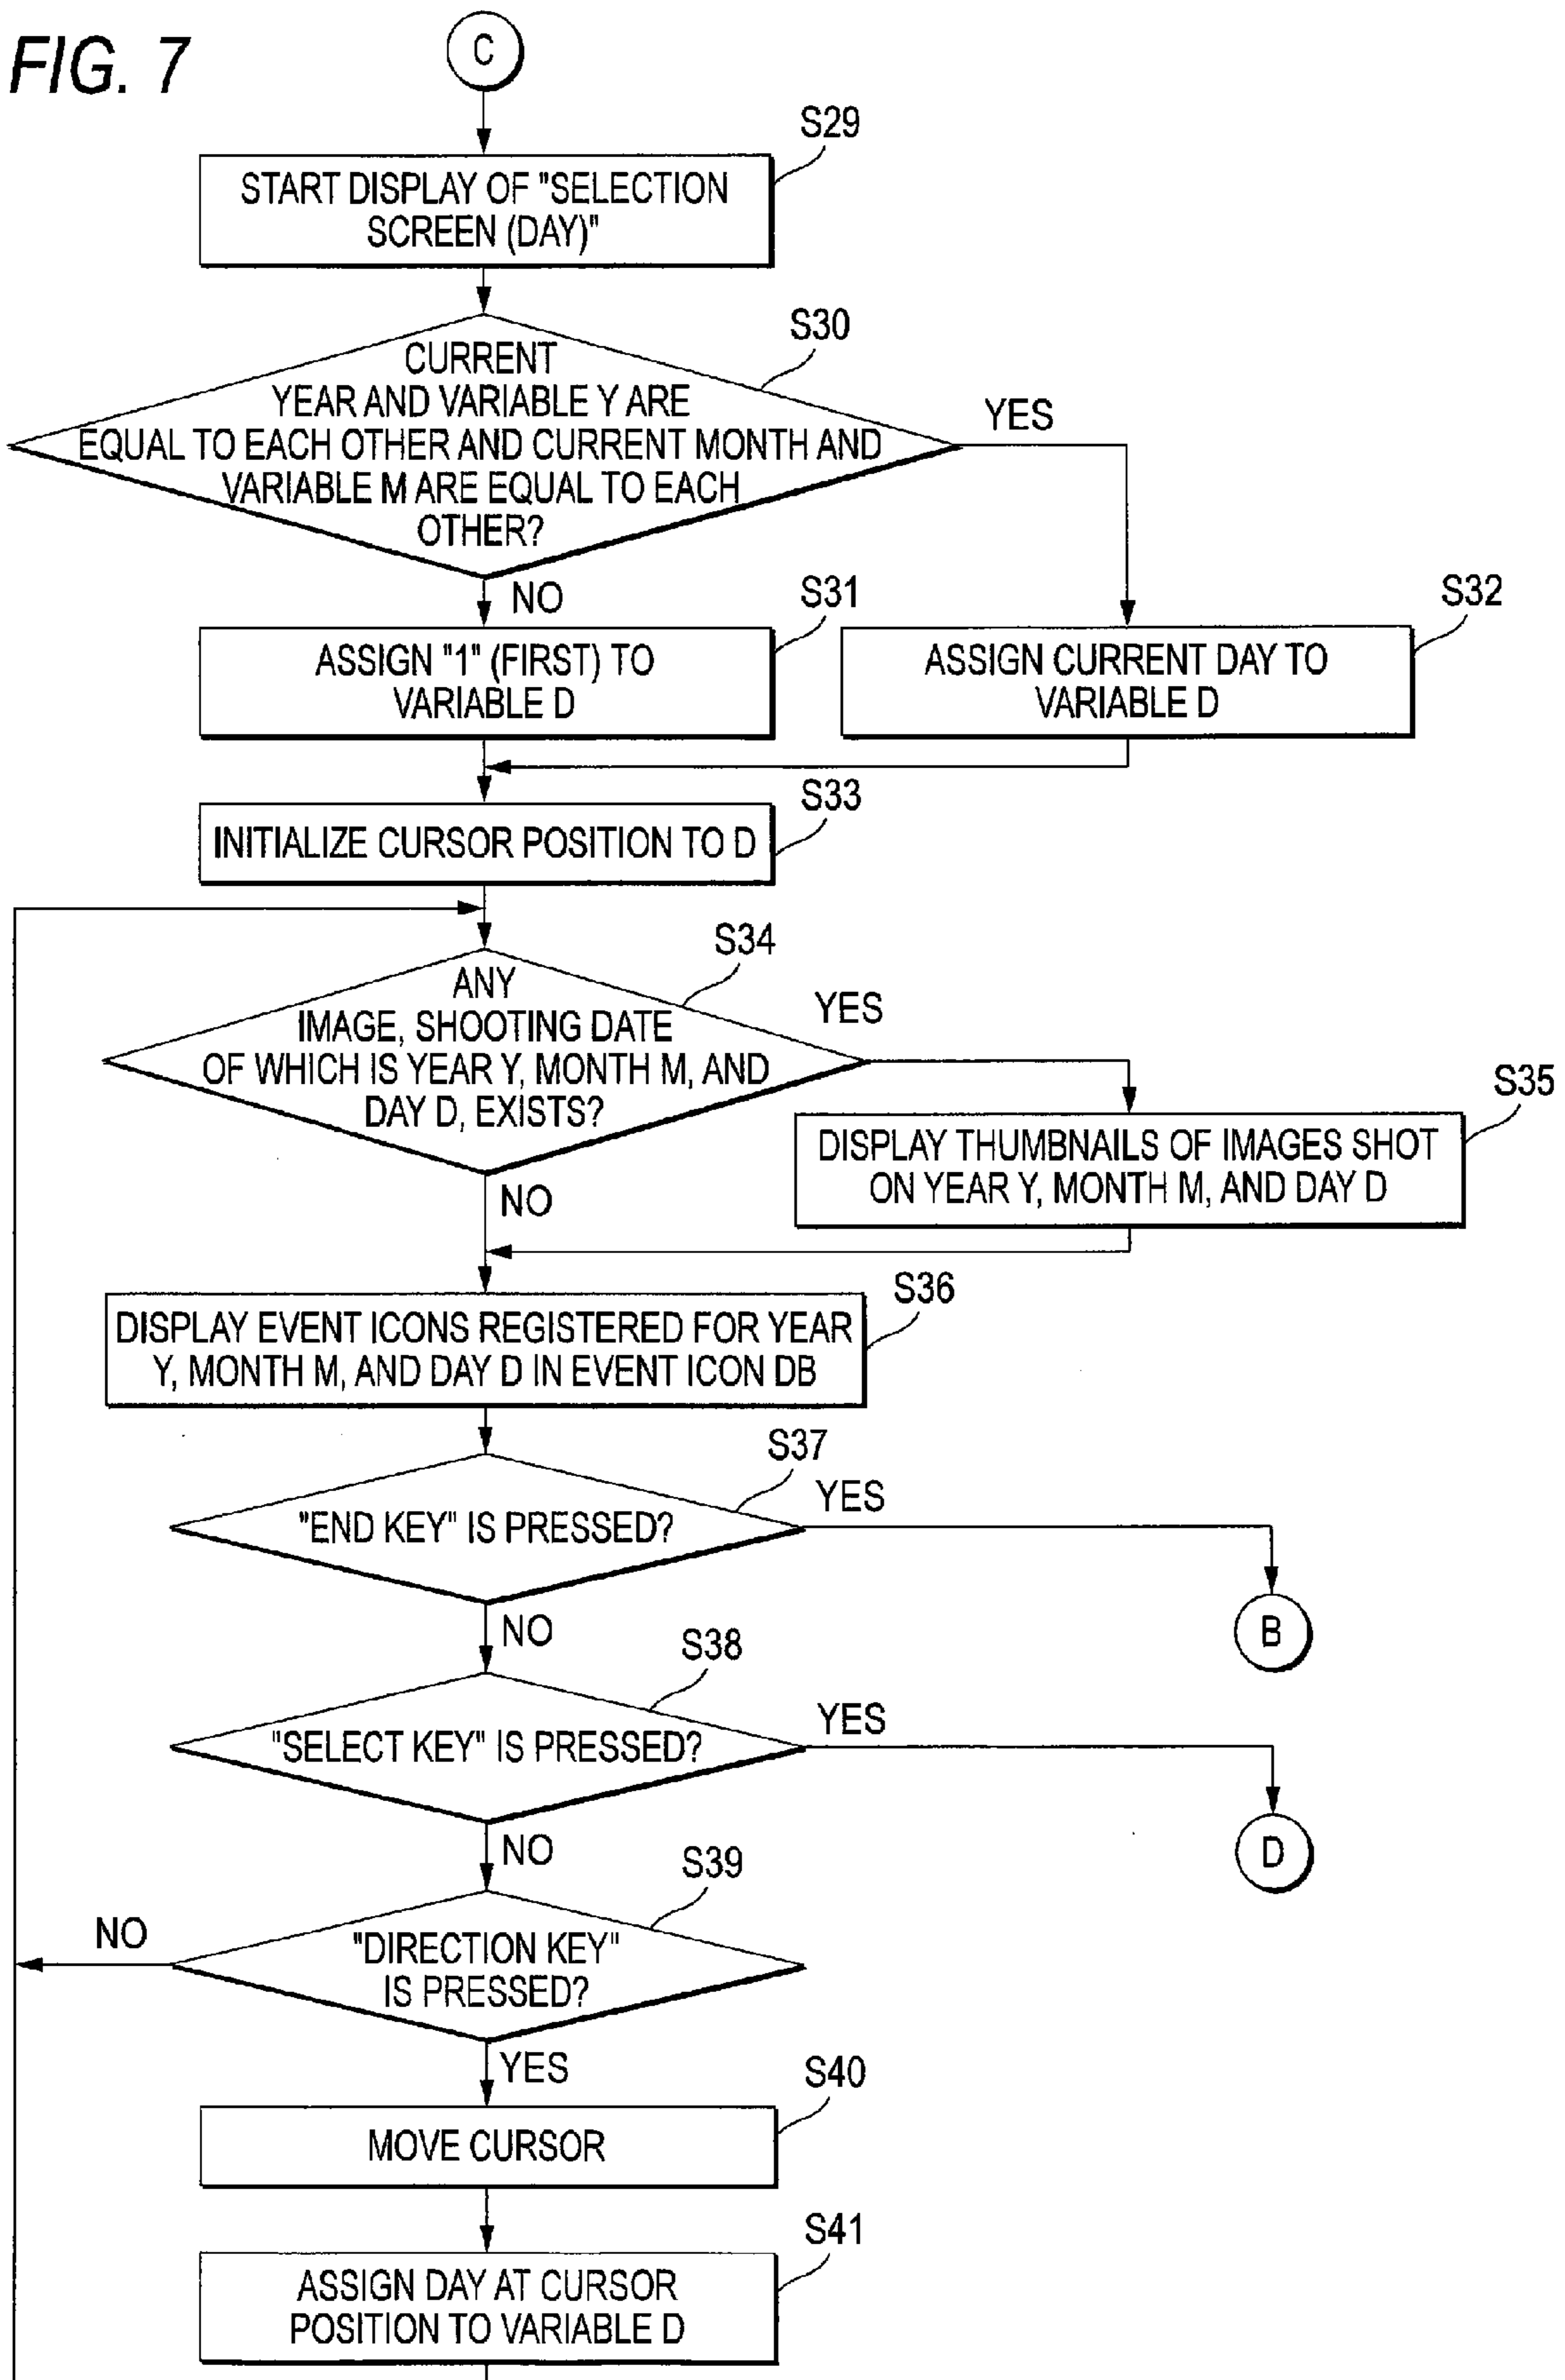 FIG. 7
C
S29
START DISPLAY OF "SELECTION
SCREEN (DAY)"
S30
CURRENT
YEAR AND VARIABLE Y ARE
EQUAL TO EACH OTHER AND CURRENT MONTH AND
VARIABLE M ARE EQUAL TO EACH
OTHER?
YES
NO
S31
ASSIGN "1" (FIRST) TO
VARIABLE D
S32
ASSIGN CURRENT DAY TO
VARIABLE D
S33
INITIALIZE CURSOR POSITION TO D
S34
ANY
IMAGE, SHOOTING DATE
OF WHICH IS YEAR Y, MONTH M, AND
DAY D, EXISTS?
YES
NO
S35
DISPLAY THUMBNAILS OF IMAGES SHOT
ON YEAR Y, MONTH M, AND DAY D
S36
DISPLAY EVENT ICONS REGISTERED FOR YEAR
Y, MONTH M, AND DAY D IN EVENT ICON DB
S37
"END KEY" IS PRESSED?
YES
B
NO
S38
"SELECT KEY" IS PRESSED?
YES
D
NO
S39
"DIRECTION KEY"
IS PRESSED?
NO
YES
S40
MOVE CURSOR
S41
ASSIGN DAY AT CURSOR
POSITION TO VARIABLE D